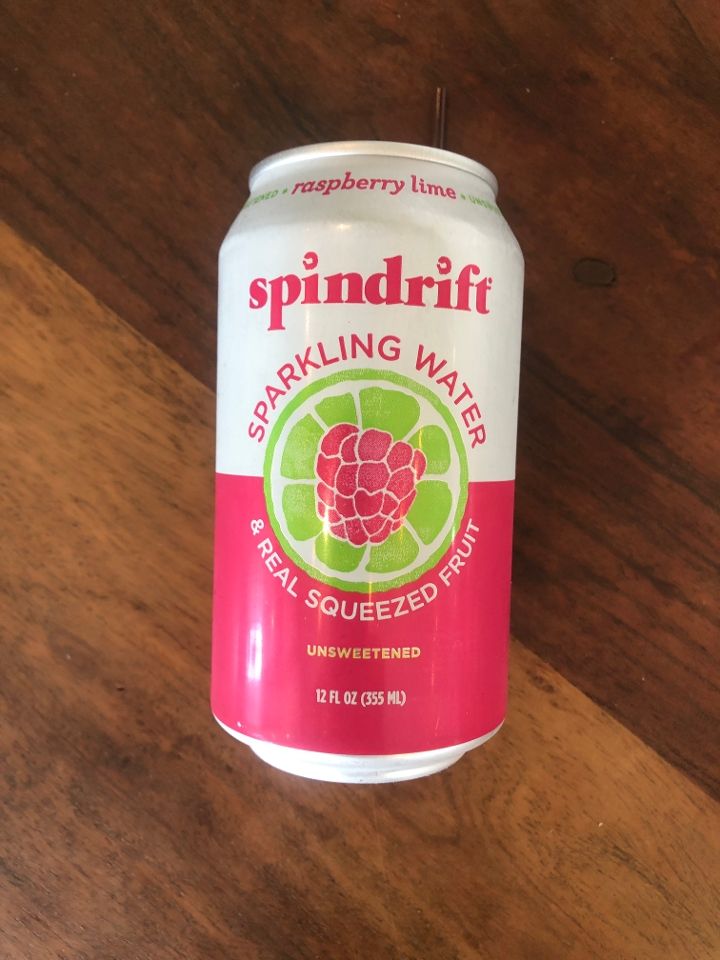 raspberry lime
spindrift
SPARKLING WATER
& REAL SQUEEZED FRUIT
UNSWEETENED
12 FL OZ (355 ML)